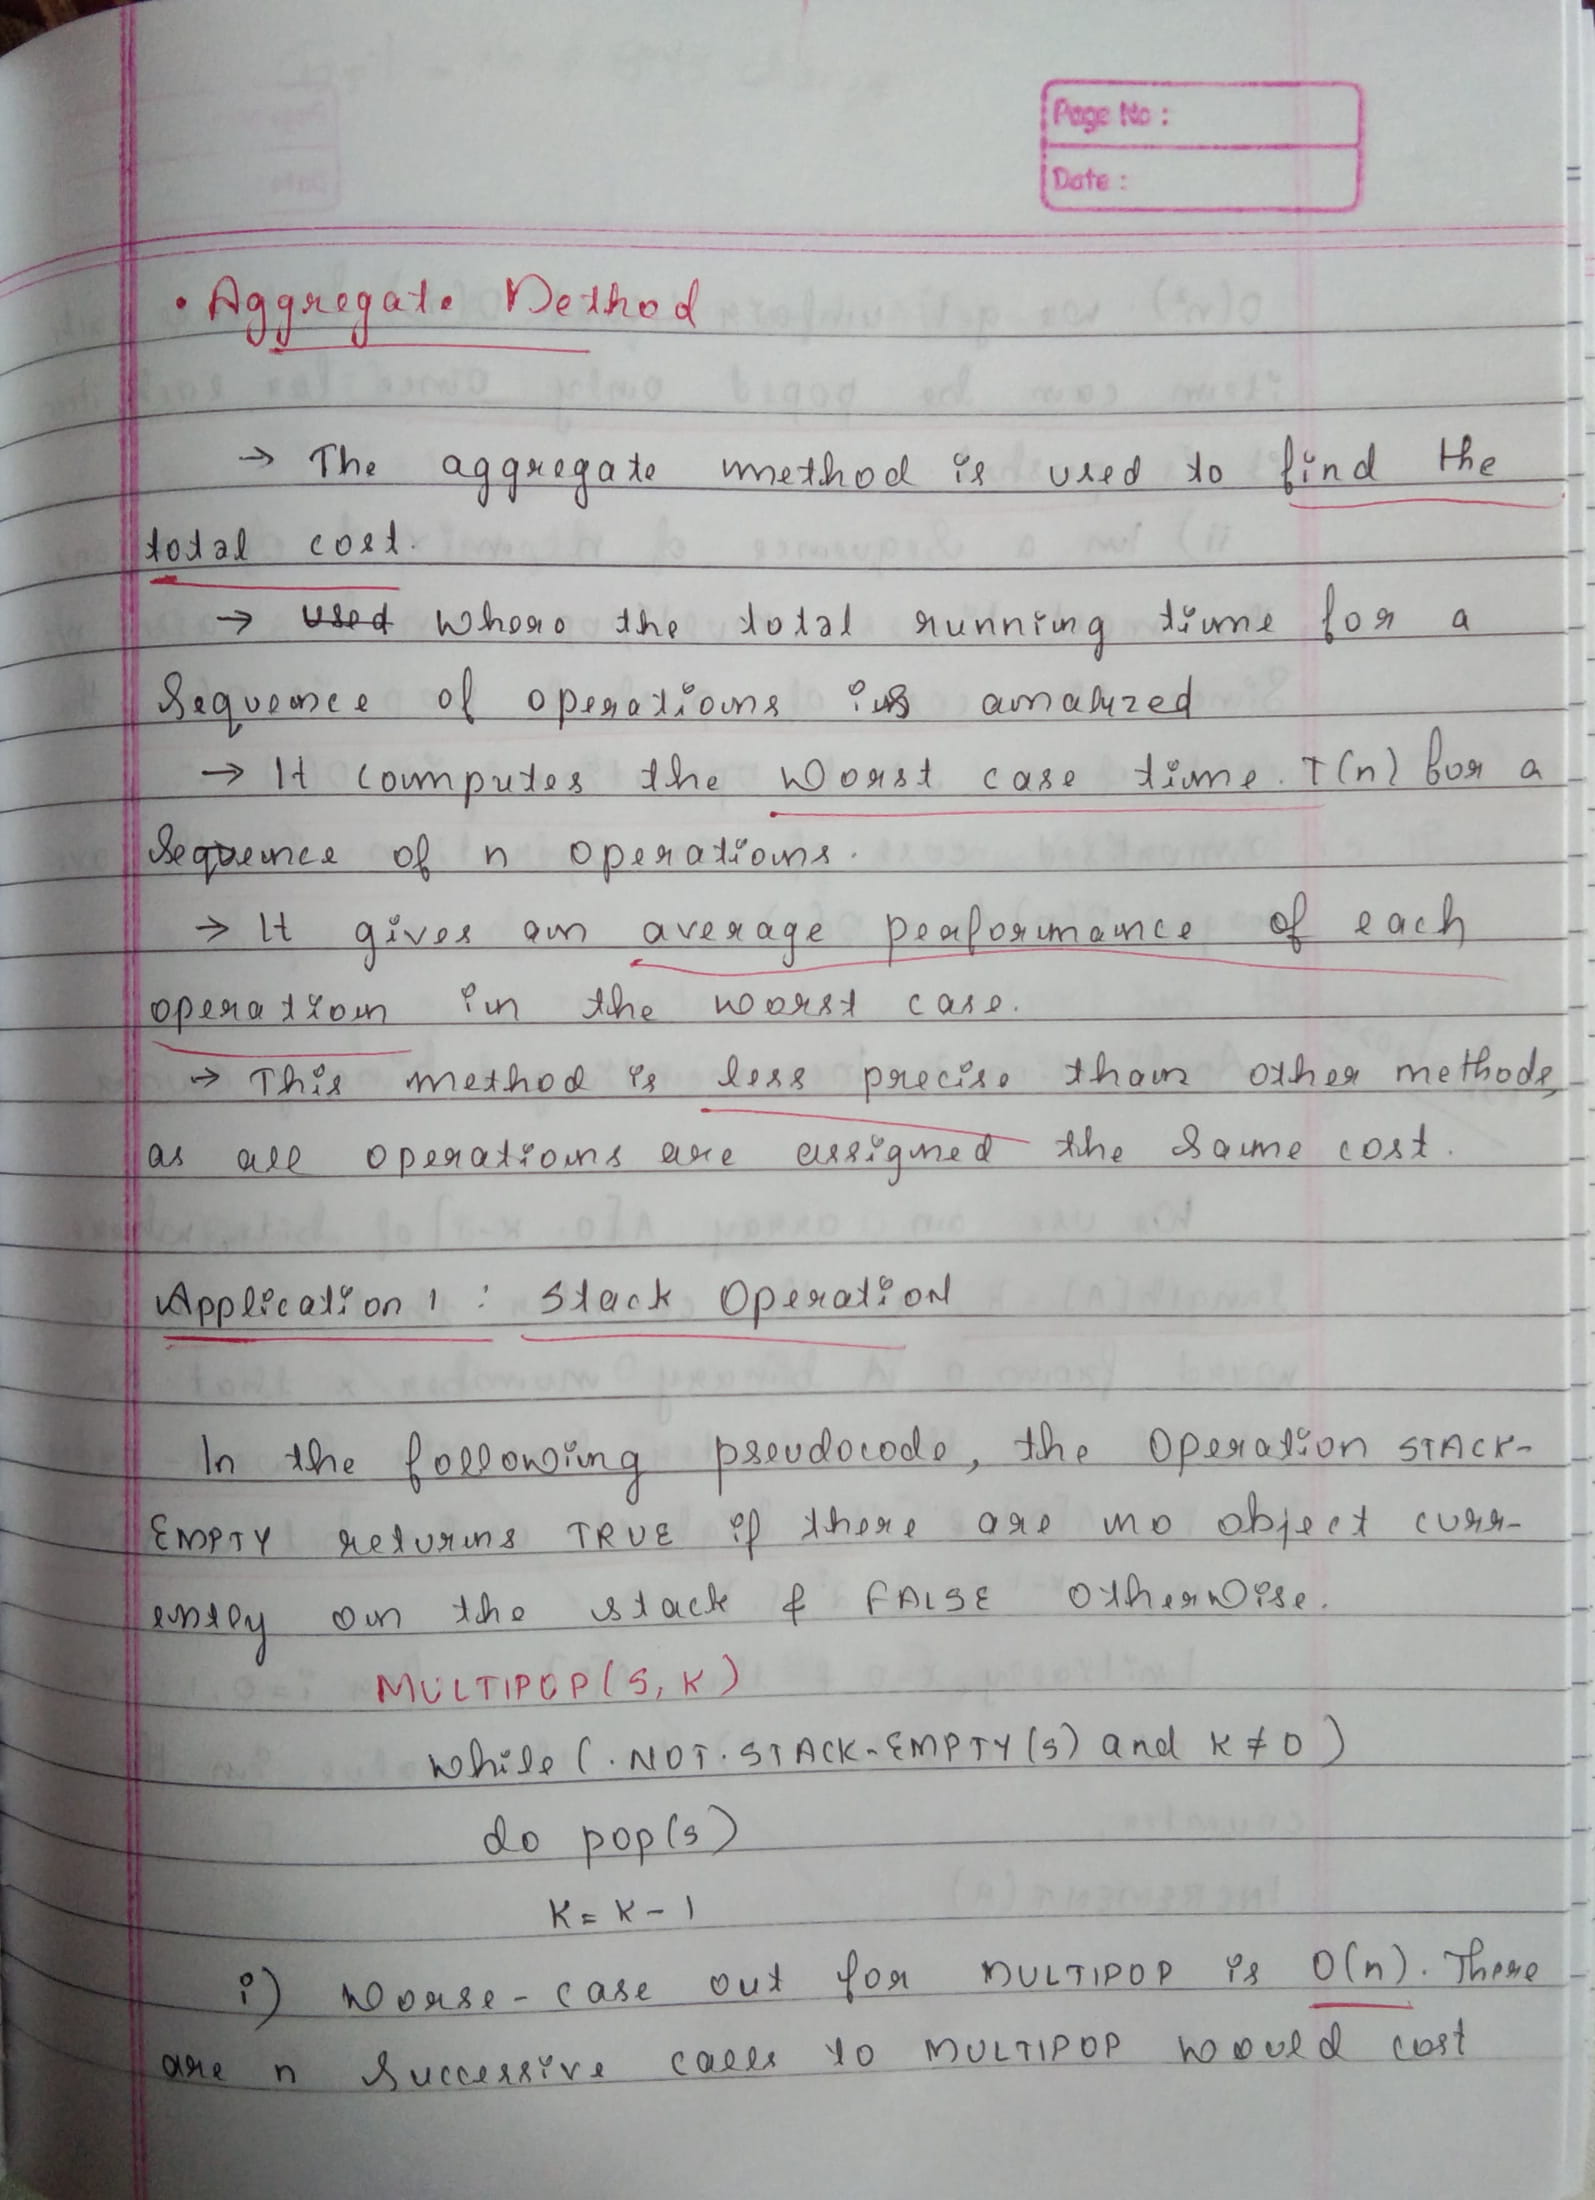 Page No :
Date :
• Aggregate Method
→ The aggregate method is used to find the
total cost.
→ used where the total running time for a
sequence of operations is analyzed
→ It computes the worst case time. T(n) for a
sequence of n operations.
→ It gives an average performance of each
operation in the worst case.
→ This method is less precise than other methods,
as all operations are assigned the same cost.
Application 1 : Stack Operation
In the following pseudocode, the operation STACK-
EMPTY returns TRUE if there are no object curr-
ently on the stack & FALSE otherwise.
MULTIPOP(S, K)
while (.NOT. STACK-EMPTY(S) and K ≠ 0)
do pop(s)
K = K - 1
i) Worse-case out for MULTIPOP is O(n). There
are n successive calls to MULTIPOP would cost